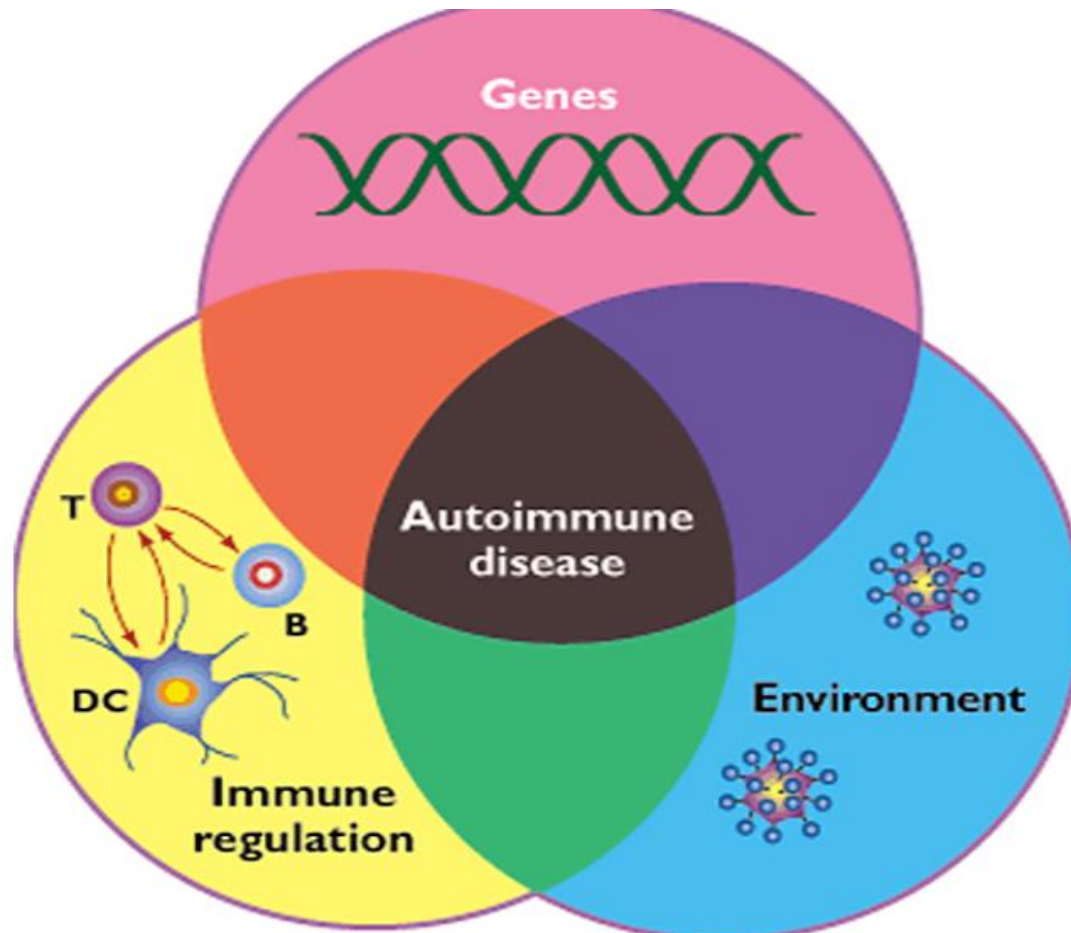 Genes
Autoimmune
disease
T
B
DC
Environment
Immune
regulation